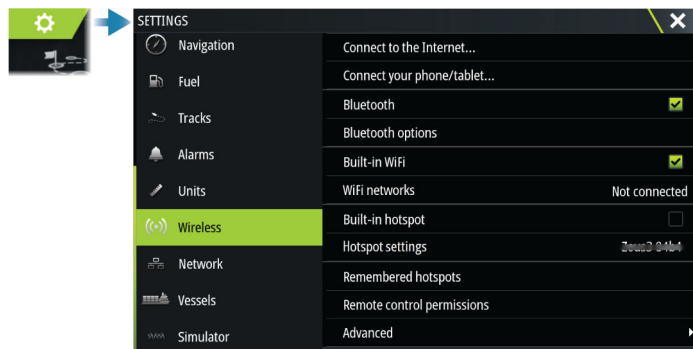 SETTINGS
Navigation
Fuel
Tracks
Alarms
Units
Wireless
Network
Vessels
Simulator
Connect to the Internet...
Connect your phone/tablet...
Bluetooth
Bluetooth options
Built-in WiFi
WiFi networks Not connected
Built-in hotspot
Hotspot settings
Remembered hotspots
Remote control permissions
Advanced